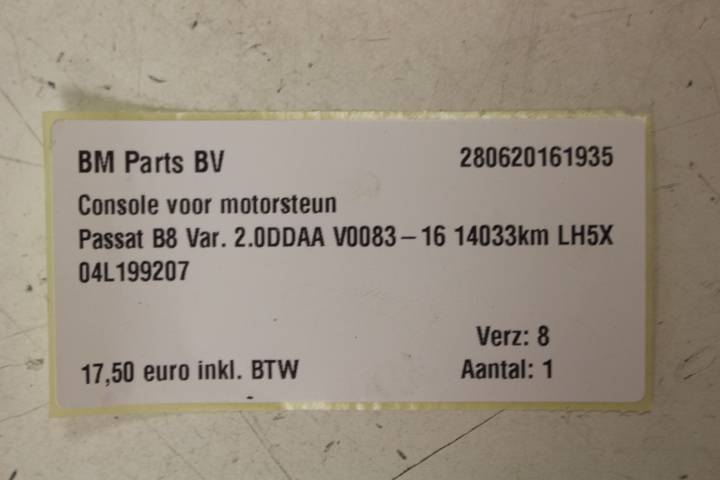 BM Parts BV 280620161935
Console voor motorsteun
Passat B8 Var. 2.0DDAA V0083-16 14033km LH5X
04L199207
Verz: 8
17,50 euro inkl. BTW Aantal: 1